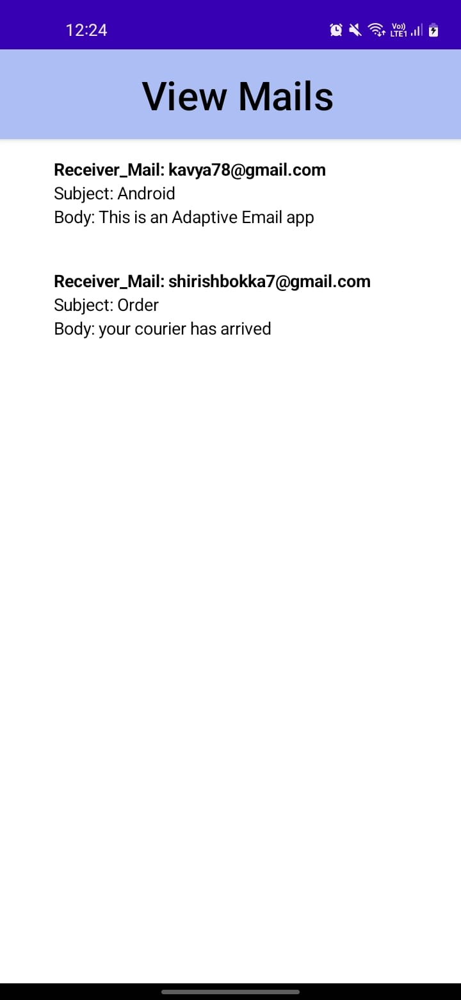 12:24
Vo)) LTE1
View Mails
Receiver_Mail: kavya78@gmail.com
Subject: Android
Body: This is an Adaptive Email app
Receiver_Mail: shirishbokka7@gmail.com
Subject: Order
Body: your courier has arrived